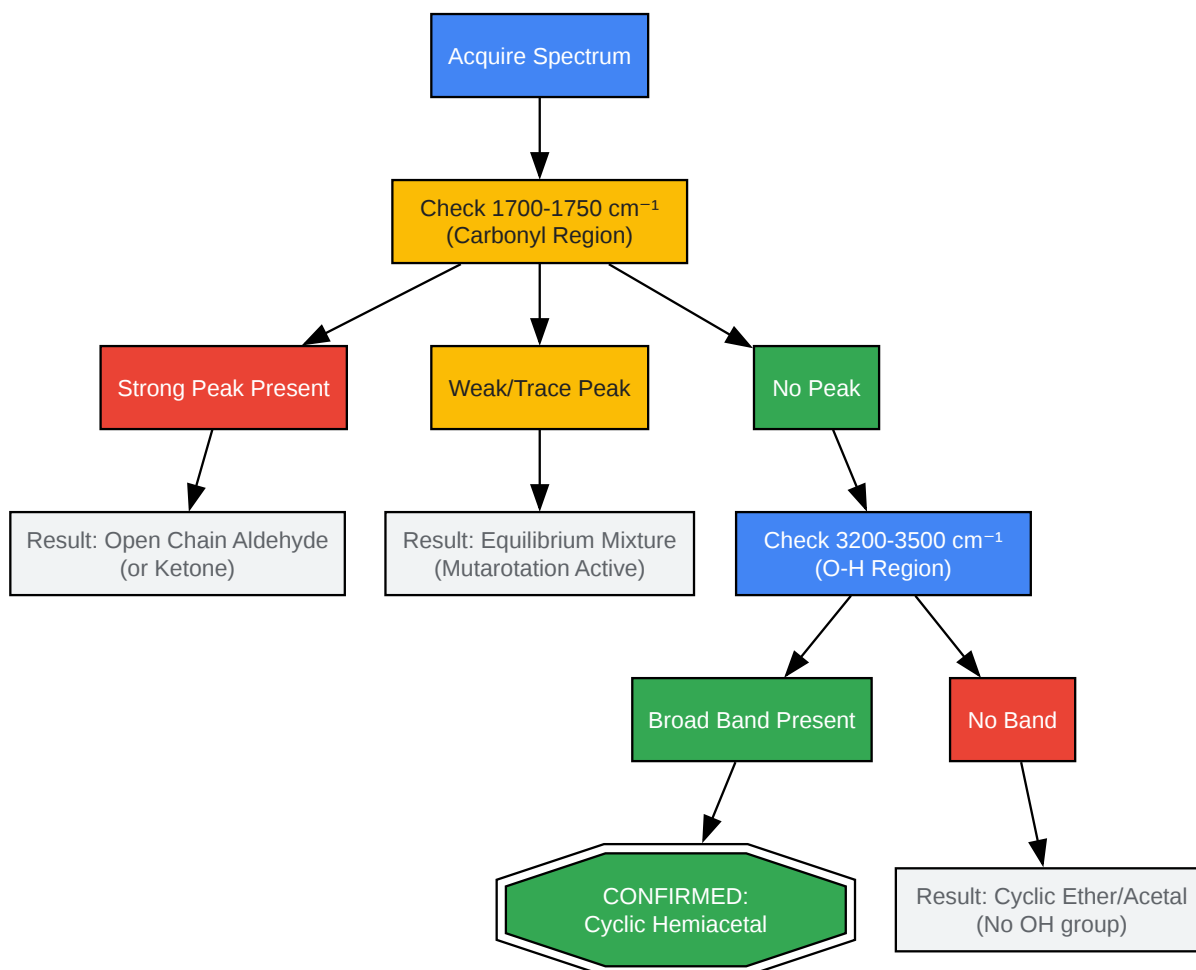 Acquire Spectrum
Check 1700-1750 cm⁻¹
(Carbonyl Region)
Strong Peak Present
Weak/Trace Peak
No Peak
Result: Open Chain Aldehyde
(or Ketone)
Result: Equilibrium Mixture
(Mutarotation Active)
Check 3200-3500 cm⁻¹
(O-H Region)
Broad Band Present
No Band
CONFIRMED:
Cyclic Hemiacetal
Result: Cyclic Ether/Acetal
(No OH group)